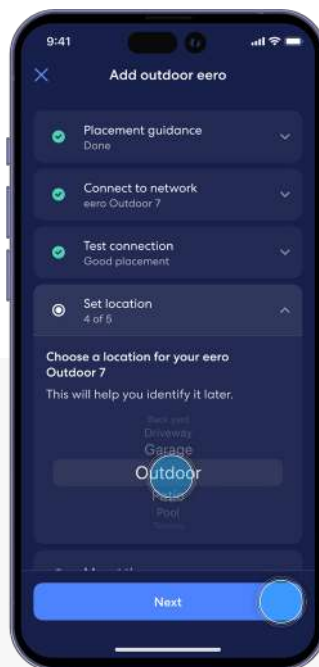 9:41
Add outdoor eero
Placement guidance
Done
Connect to network
eero Outdoor 7
Test connection
Good placement
Set location
4 of 5
Choose a location for your eero
Outdoor 7
This will help you identify it later.
Back yard
Driveway
Garage
Outdoor
Patio
Pool
Next